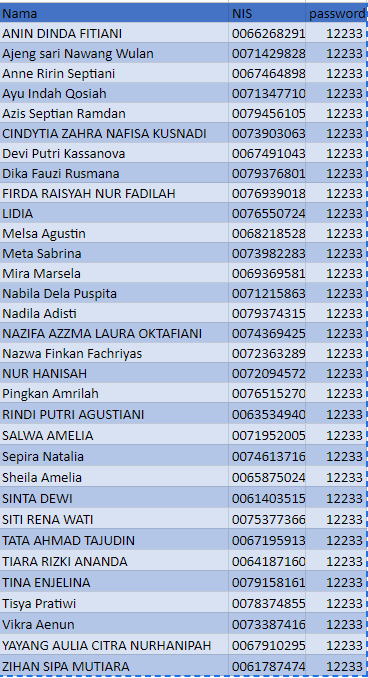 Nama NIS password
ANIN DINDA FITIANI 0066268291 12233
Ajeng sari Nawang Wulan 0071429828 12233
Anne Ririn Septiani 0067464898 12233
Ayu Indah Qosiah 0071347710 12233
Azis Septian Ramdan 0079456105 12233
CINDYTIA ZAHRA NAFISA KUSNADI 0073903063 12233
Devi Putri Kassanova 0067491043 12233
Dika Fauzi Rusmana 0079376801 12233
FIRDA RAISYAH NUR FADILAH 0076939018 12233
LIDIA 0076550724 12233
Melsa Agustin 0068218528 12233
Meta Sabrina 0073982283 12233
Mira Marsela 0069369581 12233
Nabila Dela Puspita 0071215863 12233
Nadila Adisti 0079374315 12233
NAZIFA AZZMA LAURA OKTAFIANI 0074369425 12233
Nazwa Finkan Fachriyas 0072363289 12233
NUR HANISAH 0072094572 12233
Pingkan Amrilah 0076515270 12233
RINDI PUTRI AGUSTIANI 0063534940 12233
SALWA AMELIA 0071952005 12233
Sepira Natalia 0074613716 12233
Sheila Amelia 0065875024 12233
SINTA DEWI 0061403515 12233
SITI RENA WATI 0075377366 12233
TATA AHMAD TAJUDIN 0067195913 12233
TIARA RIZKI ANANDA 0064187160 12233
TINA ENJELINA 0079158161 12233
Tisya Pratiwi 0078374855 12233
Vikra Aenun 0073387416 12233
YAYANG AULIA CITRA NURHANIPAH 0067910295 12233
ZIHAN SIPA MUTIARA 0061787474 12233